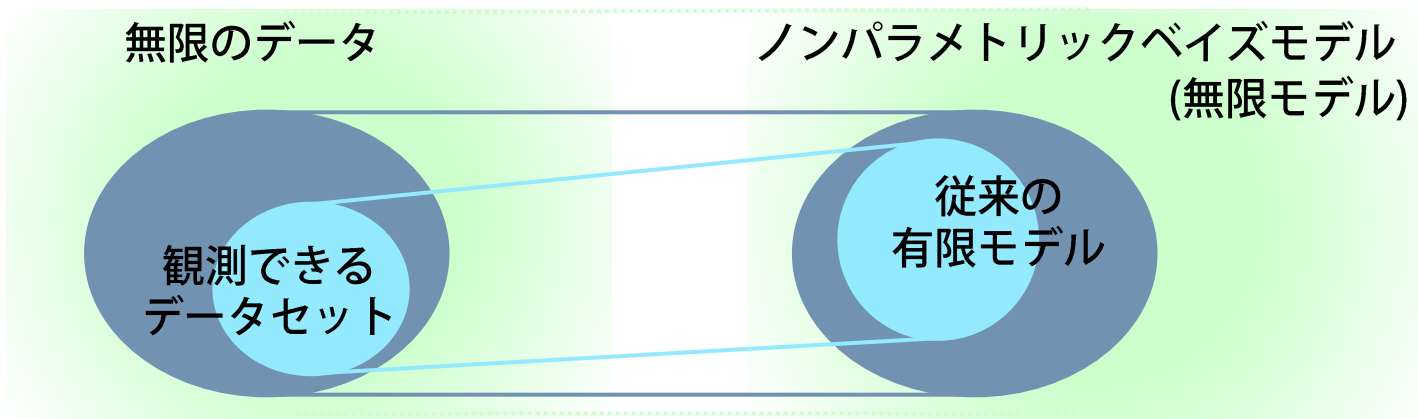 無限のデータ
ノンパラメトリックベイズモデル
(無限モデル)
従来の
有限モデル
観測できる
データセット